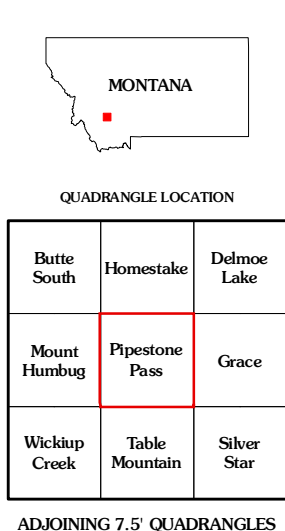 MONTANA
QUADRANGLE LOCATION
Butte
South
Homestake
Delmoe
Lake
Mount
Humbug
Pipestone
Pass
Grace
Wickiup
Creek
Table
Mountain
Silver
Star
ADJOINING 7.5' QUADRANGLES